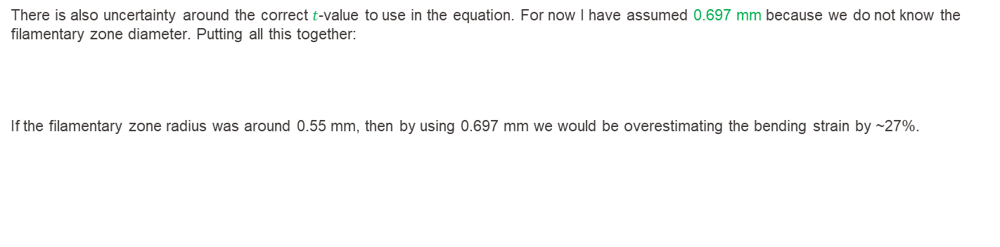 There is also uncertainty around the correct t-value to use in the equation. For now I have assumed 0.697 mm because we do not know the
filamentary zone diameter. Putting all this together:
If the filamentary zone radius was around 0.55 mm, then by using 0.697 mm we would be overestimating the bending strain by ~27%.